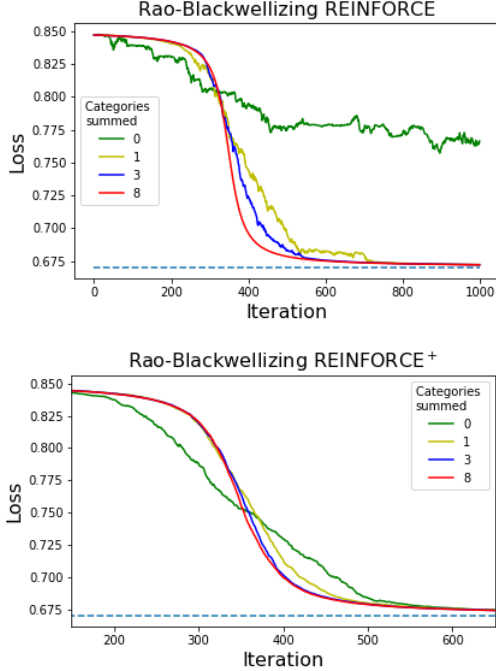 Rao-Blackwellizing REINFORCE
0.850
0.825
0.800
0.775
0.750
0.725
0.700
0.675
Loss
Categories
summed
0
1
3
8
0 200 400 600 800 1000
Iteration
Rao-Blackwellizing REINFORCE+
0.850
0.825
0.800
0.775
0.750
0.725
0.700
0.675
Loss
Categories
summed
0
1
3
8
200 300 400 500 600
Iteration